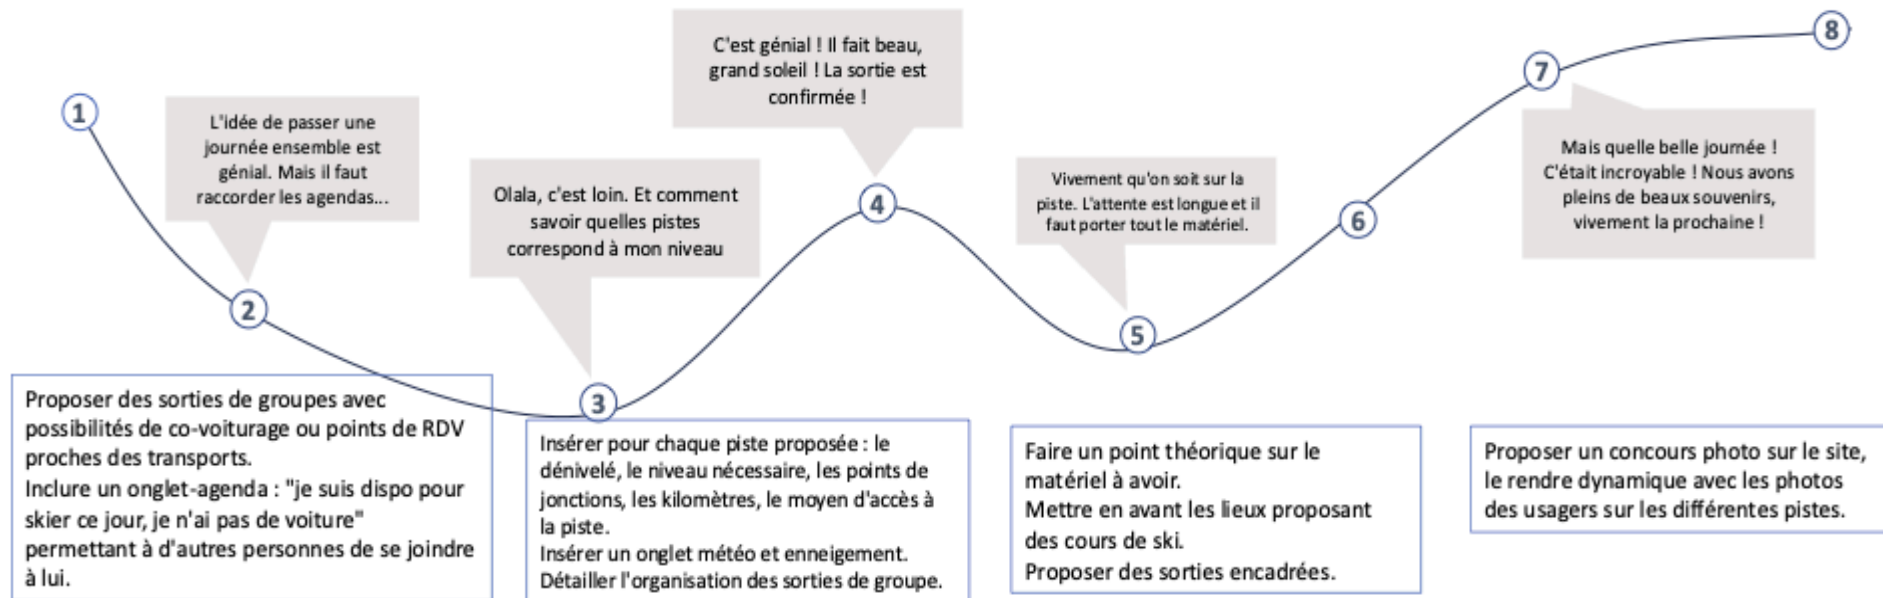 1
L'idée de passer une
journée ensemble est
génial. Mais il faut
raccorder les agendas...
2
Olala, c'est loin. Et comment
savoir quelles pistes
correspond à mon niveau
3
C'est génial ! Il fait beau,
grand soleil ! La sortie est
confirmée !
4
Vivement qu'on soit sur la
piste. L'attente est longue et il
faut porter tout le matériel.
5
6
7
Mais quelle belle journée !
C'était incroyable ! Nous avons
pleins de beaux souvenirs,
vivement la prochaine !
8
Proposer des sorties de groupes avec
possibilités de co-voiturage ou points de RDV
proches des transports.
Inclure un onglet-agenda : "je suis dispo pour
skier ce jour, je n'ai pas de voiture"
permettant à d'autres personnes de se joindre
à lui.
Insérer pour chaque piste proposée : le
dénivelé, le niveau nécessaire, les points de
jonctions, les kilomètres, le moyen d'accès à
la piste.
Insérer un onglet météo et enneigement.
Détailler l'organisation des sorties de groupe.
Faire un point théorique sur le
matériel à avoir.
Mettre en avant les lieux proposant
des cours de ski.
Proposer des sorties encadrées.
Proposer un concours photo sur le site,
le rendre dynamique avec les photos
des usagers sur les différentes pistes.